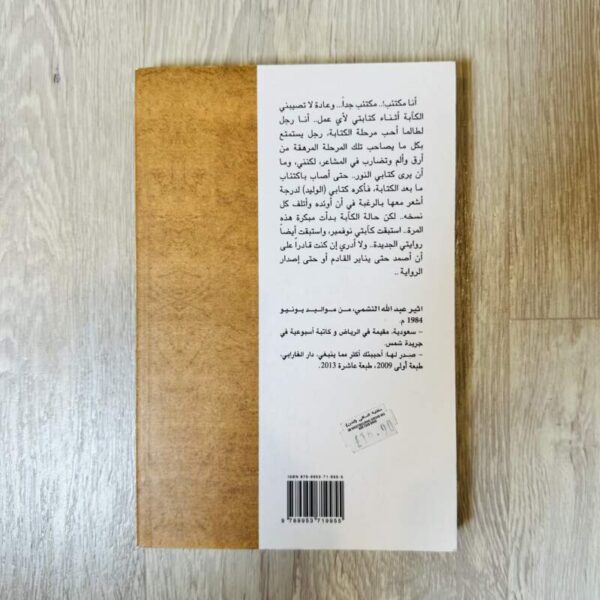 أنا مكتئب!.. مكتئب جداً.. وعادة لا تصيبني
الكآبة أثناء كتابتي لأي عمل.. أنا رجل
لطالما أحب مرحلة الكتابة، رجل يستمتع
بكل ما يصاحب تلك المرحلة المرهقة من
أرق وألم وتضارب في المشاعر، لكنني، وما
أن يرى كتابي النور.. حتى أصاب باكتئاب
ما بعد الكتابة، فأكره كتابي (الوليد) لدرجة
أشعر معها بالرغبة في أن أوئده وأتلف كل
نسخه.. لكن حالة الكآبة بدأت مبكرة هذه
المرة.. استبقت كآبتي نوفمبر، واستبقت أيضاً
روايتي الجديدة.. ولا أدري إن كنت قادراً على
أن أصمد حتى يناير القادم أو حتى إصدار
الرواية ..
اثير عبد الله النشمي، من مواليد يونيو
1984 م.
– سعودية، مقيمة في الرياض و كاتبة أسبوعية في
جريدة شمس.
– صدر لها: أحببتك أكثر مما ينبغي، دار الفارابي،
طبعة أولى 2009، طبعة عاشرة 2013.
9 789953 719955